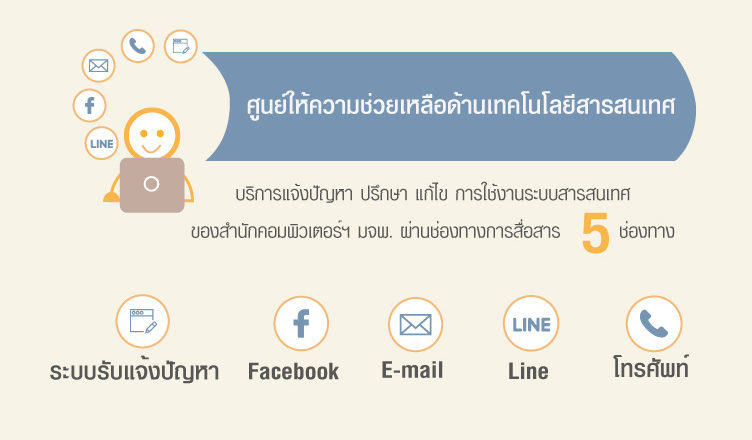 LINE
ศูนย์ให้ความช่วยเหลือด้านเทคโนโลยีสารสนเทศ
บริการแจ้งปัญหา ปรึกษา แก้ไข การใช้งานระบบสารสนเทศ
ของสำนักคอมพิวเตอร์ฯ มจพ. ผ่านช่องทางการสื่อสาร 5 ช่องทาง
LINE
ระบบรับแจ้งปัญหา Facebook E-mail Line โทรศัพท์